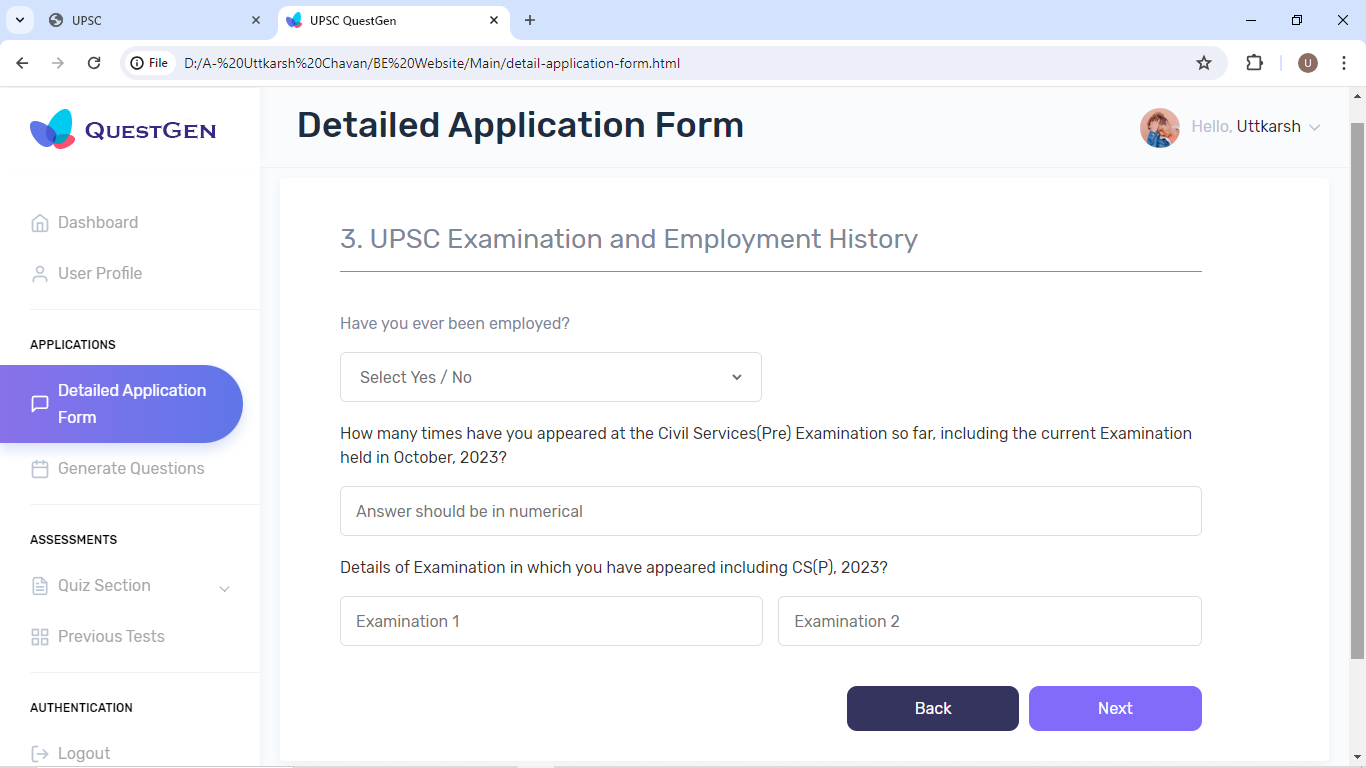 UPSC
UPSC QuestGen
File
D:/A-%20Uttkarsh%20Chavan/BE%20Website/Main/detail-application-form.html
U
QUESTGEN
Detailed Application Form
Hello, Uttkarsh
Dashboard
User Profile
APPLICATIONS
Detailed Application
Form
Generate Questions
ASSESSMENTS
Quiz Section
Previous Tests
AUTHENTICATION
Logout
3. UPSC Examination and Employment History
Have you ever been employed?
Select Yes / No
How many times have you appeared at the Civil Services(Pre) Examination so far, including the current Examination
held in October, 2023?
Answer should be in numerical
Details of Examination in which you have appeared including CS(P), 2023?
Examination 1
Examination 2
Back
Next